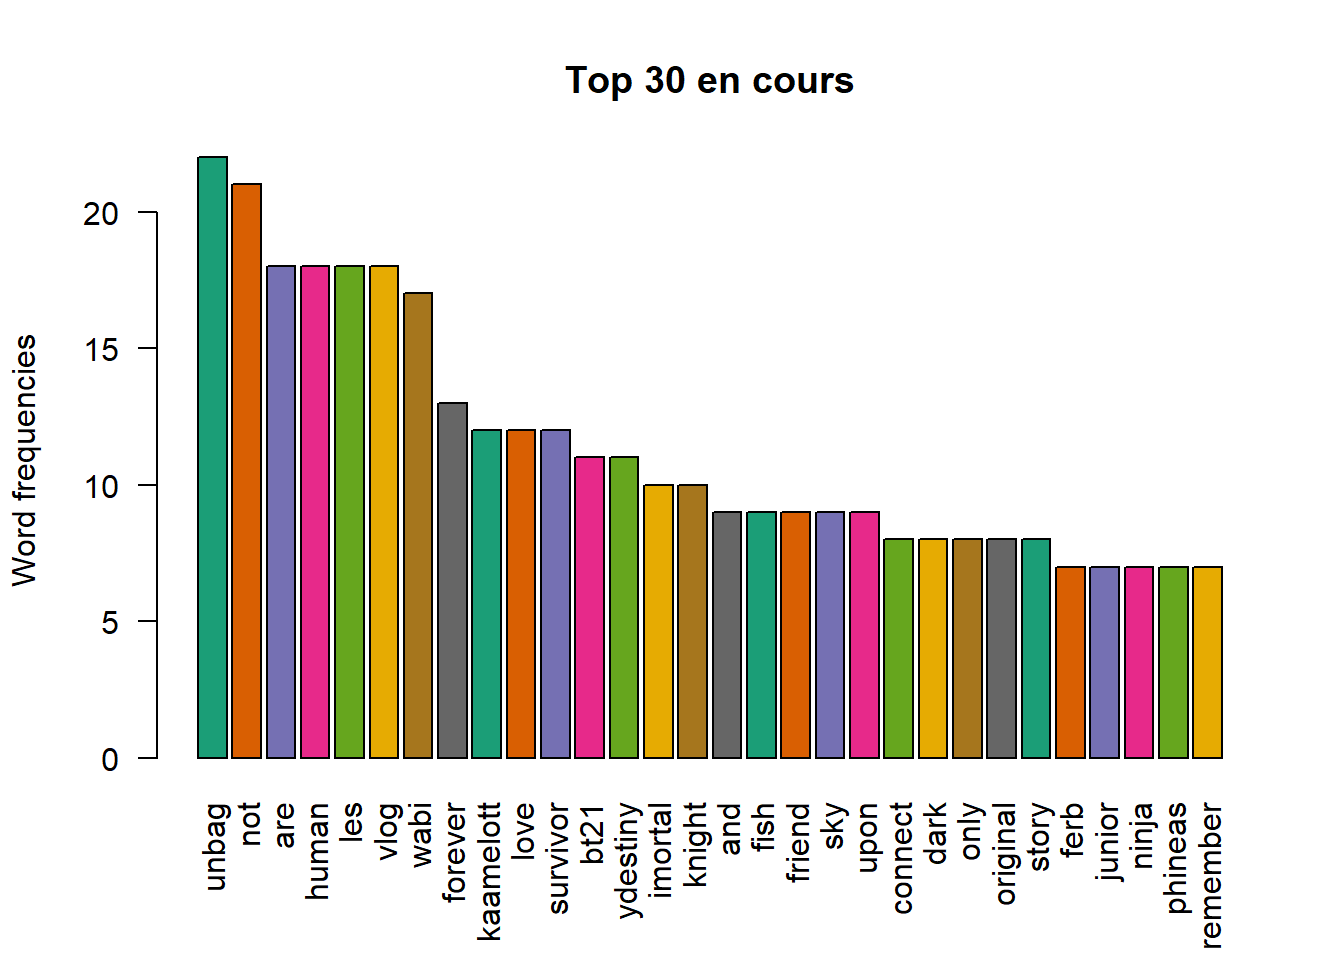 Top 30 en cours
Word frequencies
20
15
10
5
0
unbag
not
are
human
les
vlog
wabi
forever
kaamelott
love
survivor
bt21
ydestiny
imortal
knight
and
fish
friend
sky
upon
connect
dark
only
original
story
ferb
junior
ninja
phineas
remember